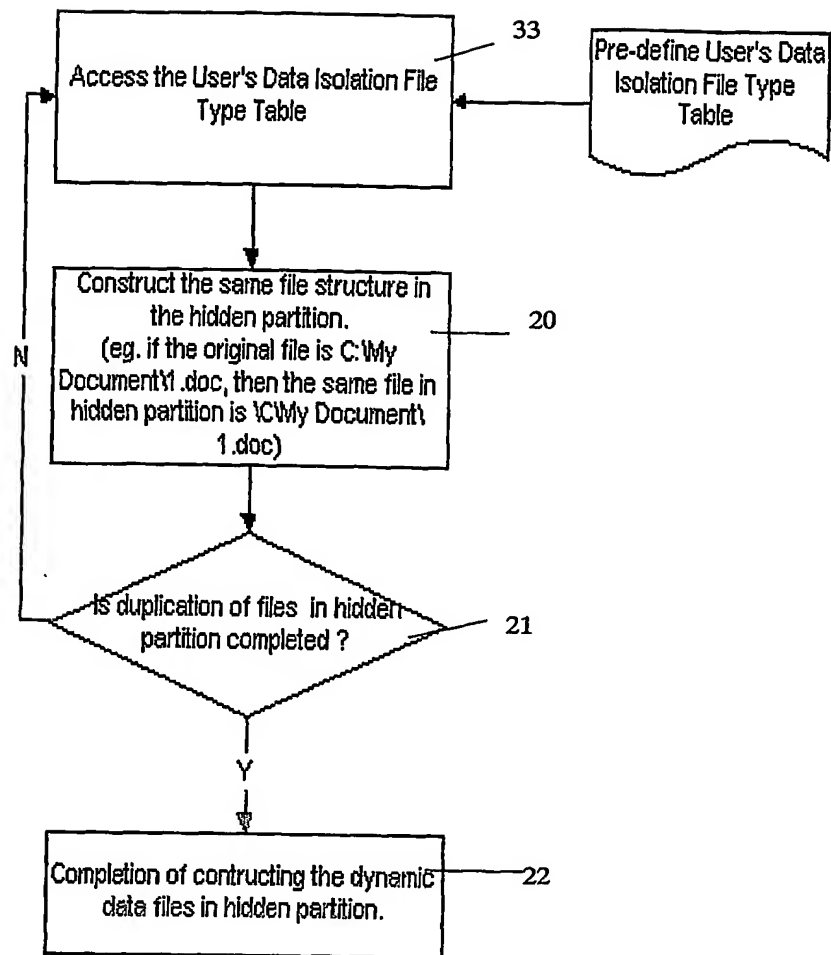 33
Access the User's Data Isolation File
Type Table
Pre-define User's Data
Isolation File Type
Table
Construct the same file structure in
the hidden partition.
(eg. if the original file is C:\My
Document\1.doc, then the same file in
hidden partition is \C\My Document\
1.doc)
20
N
Is duplication of files in hidden
partition completed ?
21
Y
Completion of contructing the dynamic
data files in hidden partition.
22